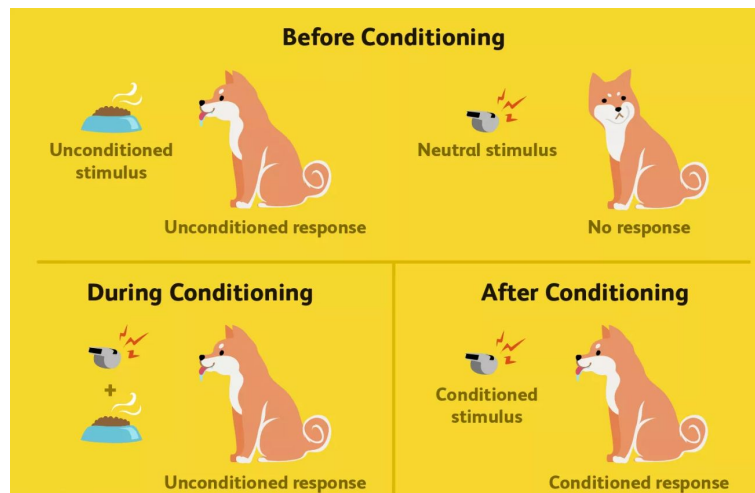 Before Conditioning
Unconditioned
stimulus
Unconditioned response
Neutral stimulus
No response
During Conditioning
+
Unconditioned response
After Conditioning
Conditioned
stimulus
Conditioned response